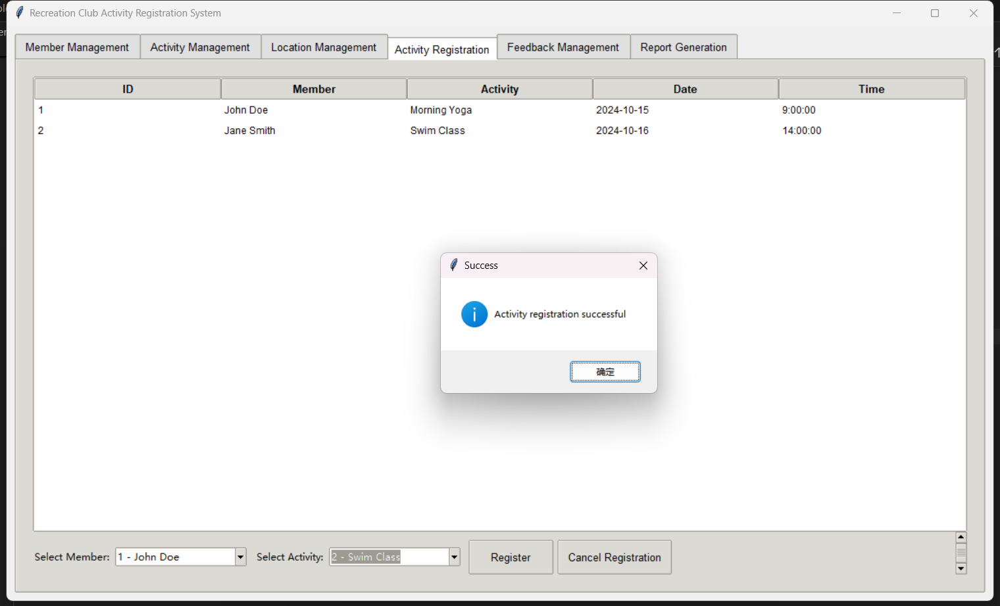 Recreation Club Activity Registration System
Member Management Activity Management Location Management Activity Registration Feedback Management Report Generation
ID Member Activity Date Time
1 John Doe Morning Yoga 2024-10-15 9:00:00
2 Jane Smith Swim Class 2024-10-16 14:00:00
Success
Activity registration successful
确定
Select Member: 1 - John Doe Select Activity: 2 - Swim Class Register Cancel Registration